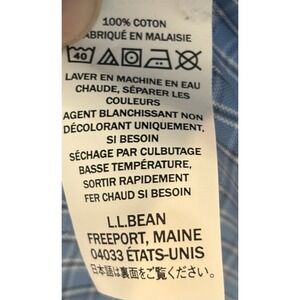 100% COTON
FABRIQUÉ EN MALAISIE
40
LAVER EN MACHINE EN EAU
CHAUDE, SÉPARER LES
COULEURS
AGENT BLANCHISSANT NON
DÉCOLORANT UNIQUEMENT,
SI BESOIN
SÉCHAGE PAR CULBUTAGE
BASSE TEMPÉRATURE,
SORTIR RAPIDEMENT
FER CHAUD SI BESOIN
L.L.BEAN
FREEPORT, MAINE
04033 ÉTATS-UNIS
日本語は裏面をご覧ください。